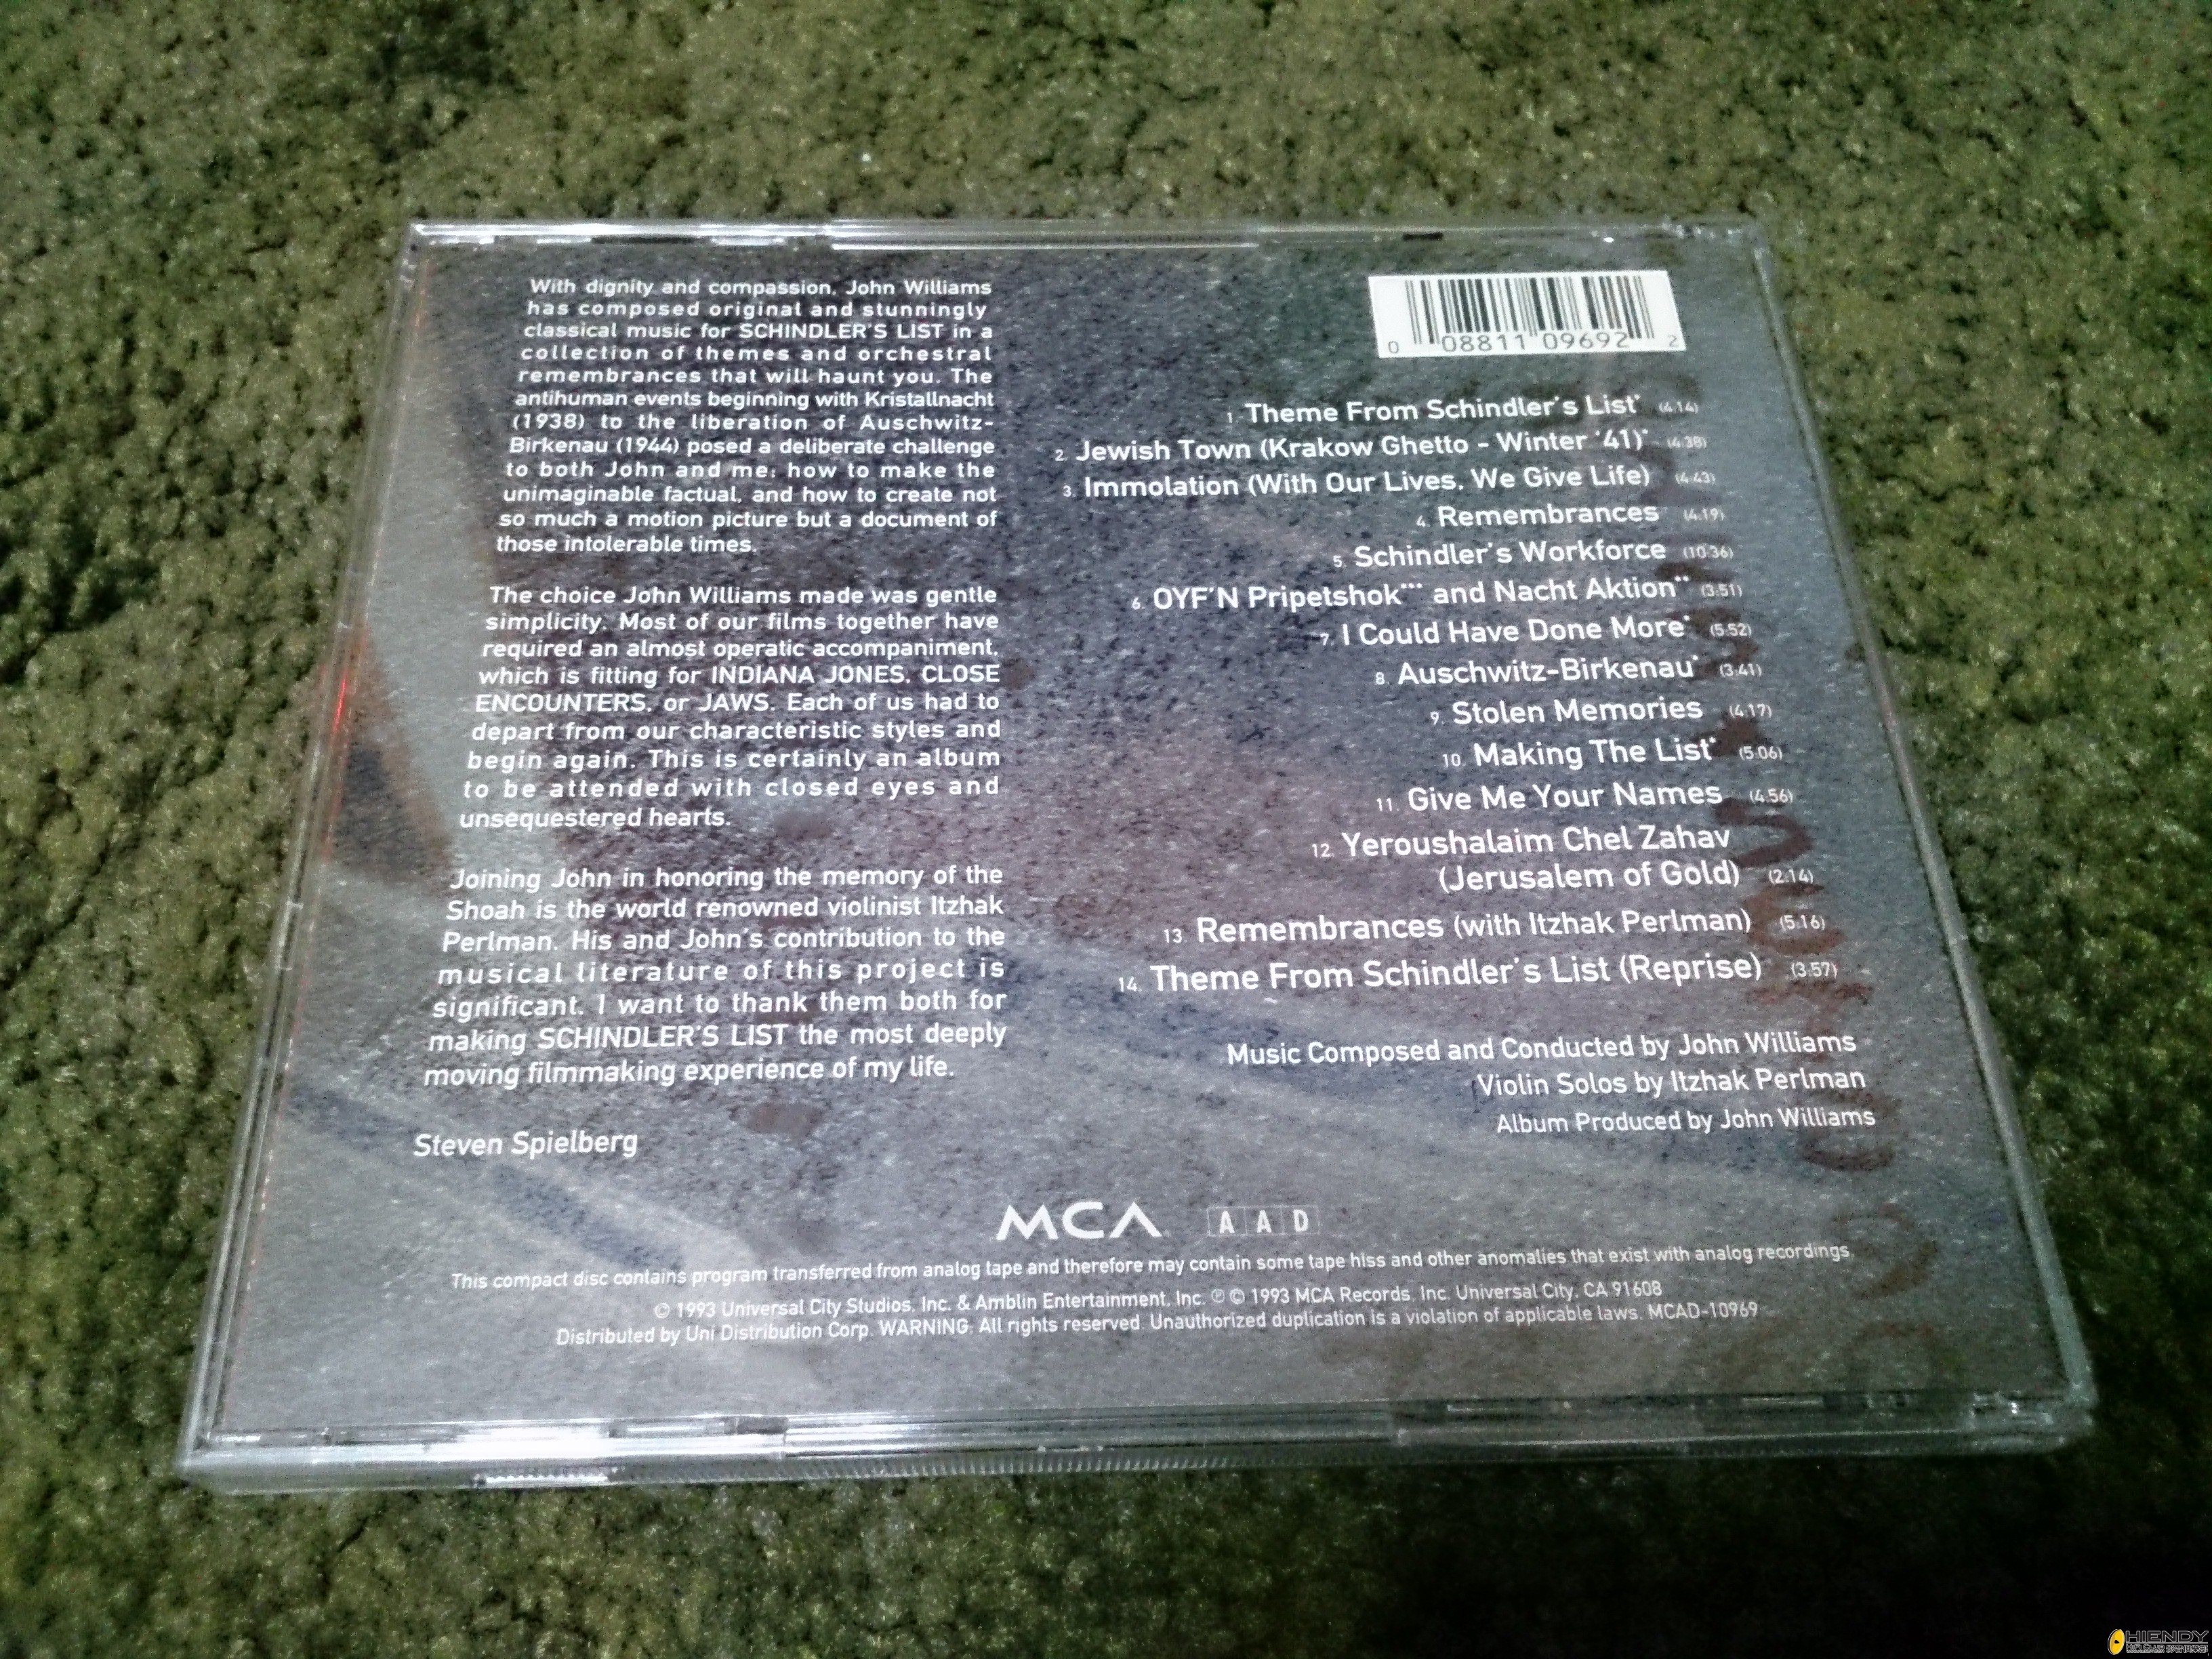 With dignity and compassion, John Williams
has composed original and stunningly
classical music for SCHINDLER'S LIST in a
collection of themes and orchestral
remembrances that will haunt you. The
antihuman events beginning with Kristallnacht
(1938) to the liberation of Auschwitz-
Birkenau (1944) posed a deliberate challenge
to both John and me: how to make the
unimaginable factual, and how to create not
so much a motion picture but a document of
those intolerable times.
The choice John Williams made was gentle
simplicity. Most of our films together have
required an almost operatic accompaniment,
which is fitting for INDIANA JONES, CLOSE
ENCOUNTERS, or JAWS. Each of us had to
depart from our characteristic styles and
begin again. This is certainly an album
to be attended with closed eyes and
unsequestered hearts.
Joining John in honoring the memory of the
Shoah is the world renowned violinist Itzhak
Perlman. His and John's contribution to the
musical literature of this project is
significant. I want to thank them both for
making SCHINDLER'S LIST the most deeply
moving filmmaking experience of my life.
Steven Spielberg
0 08811 09692 2
1. Theme From Schindler's List* (4:14)
2. Jewish Town (Krakow Ghetto - Winter '41)* (4:38)
3. Immolation (With Our Lives, We Give Life) (4:43)
4. Remembrances (4:19)
5. Schindler's Workforce (10:36)
6. OYF'N Pripetshok*** and Nacht Aktion** (3:51)
7. I Could Have Done More* (5:52)
8. Auschwitz-Birkenau* (3:41)
9. Stolen Memories (4:17)
10. Making The List* (5:06)
11. Give Me Your Names (4:56)
12. Yeroushalaim Chel Zahav
(Jerusalem of Gold) (2:14)
13. Remembrances (with Itzhak Perlman) (5:16)
14. Theme From Schindler's List (Reprise) (3:57)
Music Composed and Conducted by John Williams
Violin Solos by Itzhak Perlman
Album Produced by John Williams
MCA AAD
This compact disc contains program transferred from analog tape and therefore may contain some tape hiss and other anomalies that exist with analog recordings.
© 1993 Universal City Studios, Inc. & Amblin Entertainment, Inc. ℗ © 1993 MCA Records, Inc. Universal City, CA 91608
Distributed by Uni Distribution Corp. WARNING: All rights reserved. Unauthorized duplication is a violation of applicable laws. MCAD-10969
HIENDY